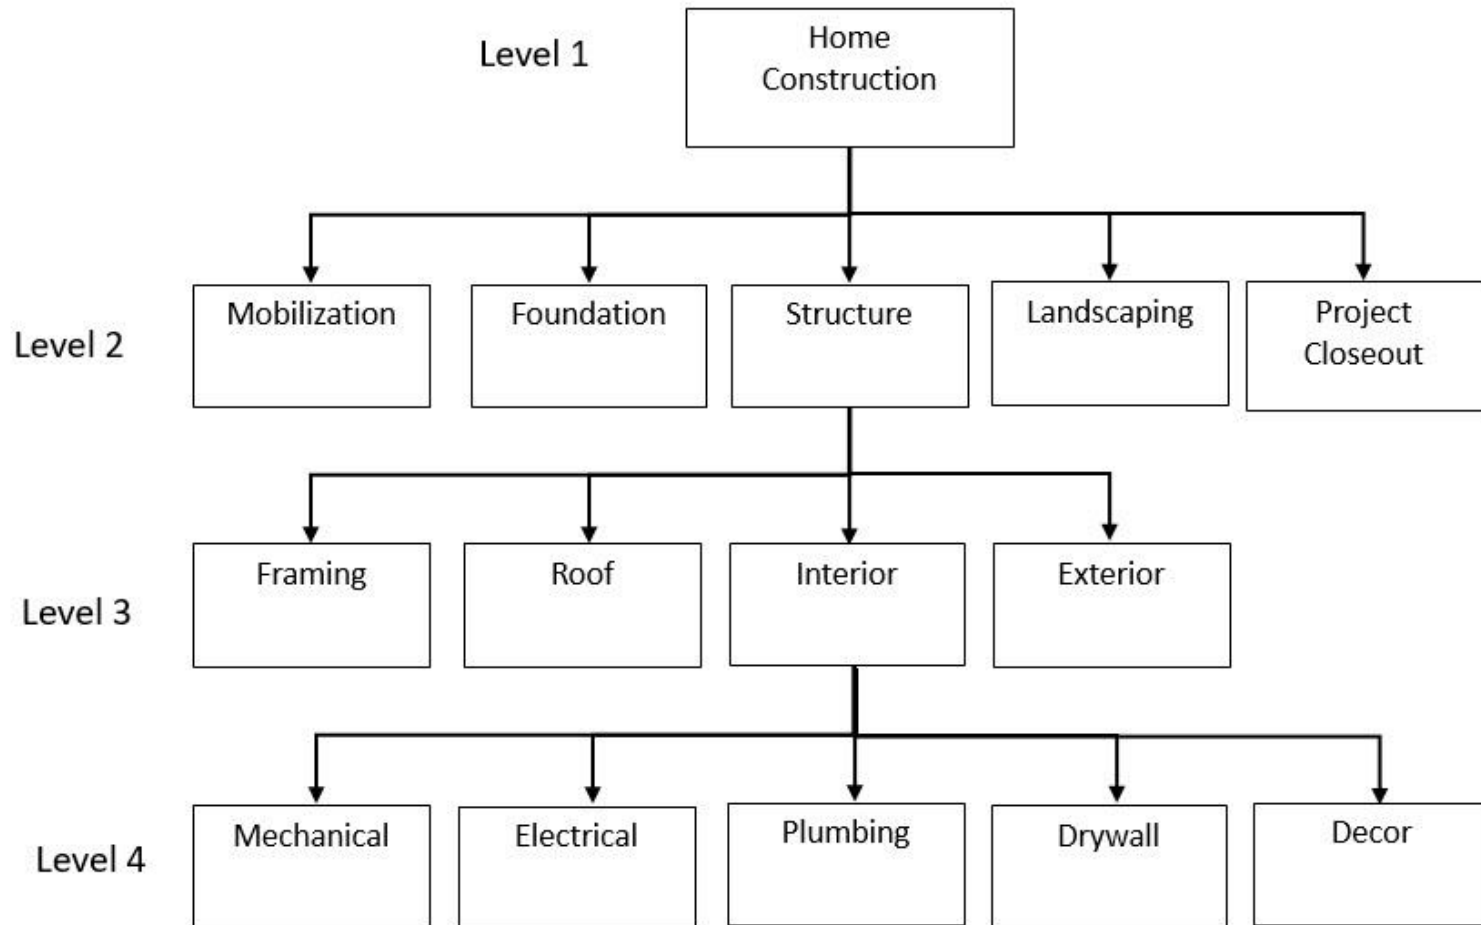 Level 1
Home
Construction
Level 2
Mobilization
Foundation
Structure
Landscaping
Project
Closeout
Level 3
Framing
Roof
Interior
Exterior
Level 4
Mechanical
Electrical
Plumbing
Drywall
Decor